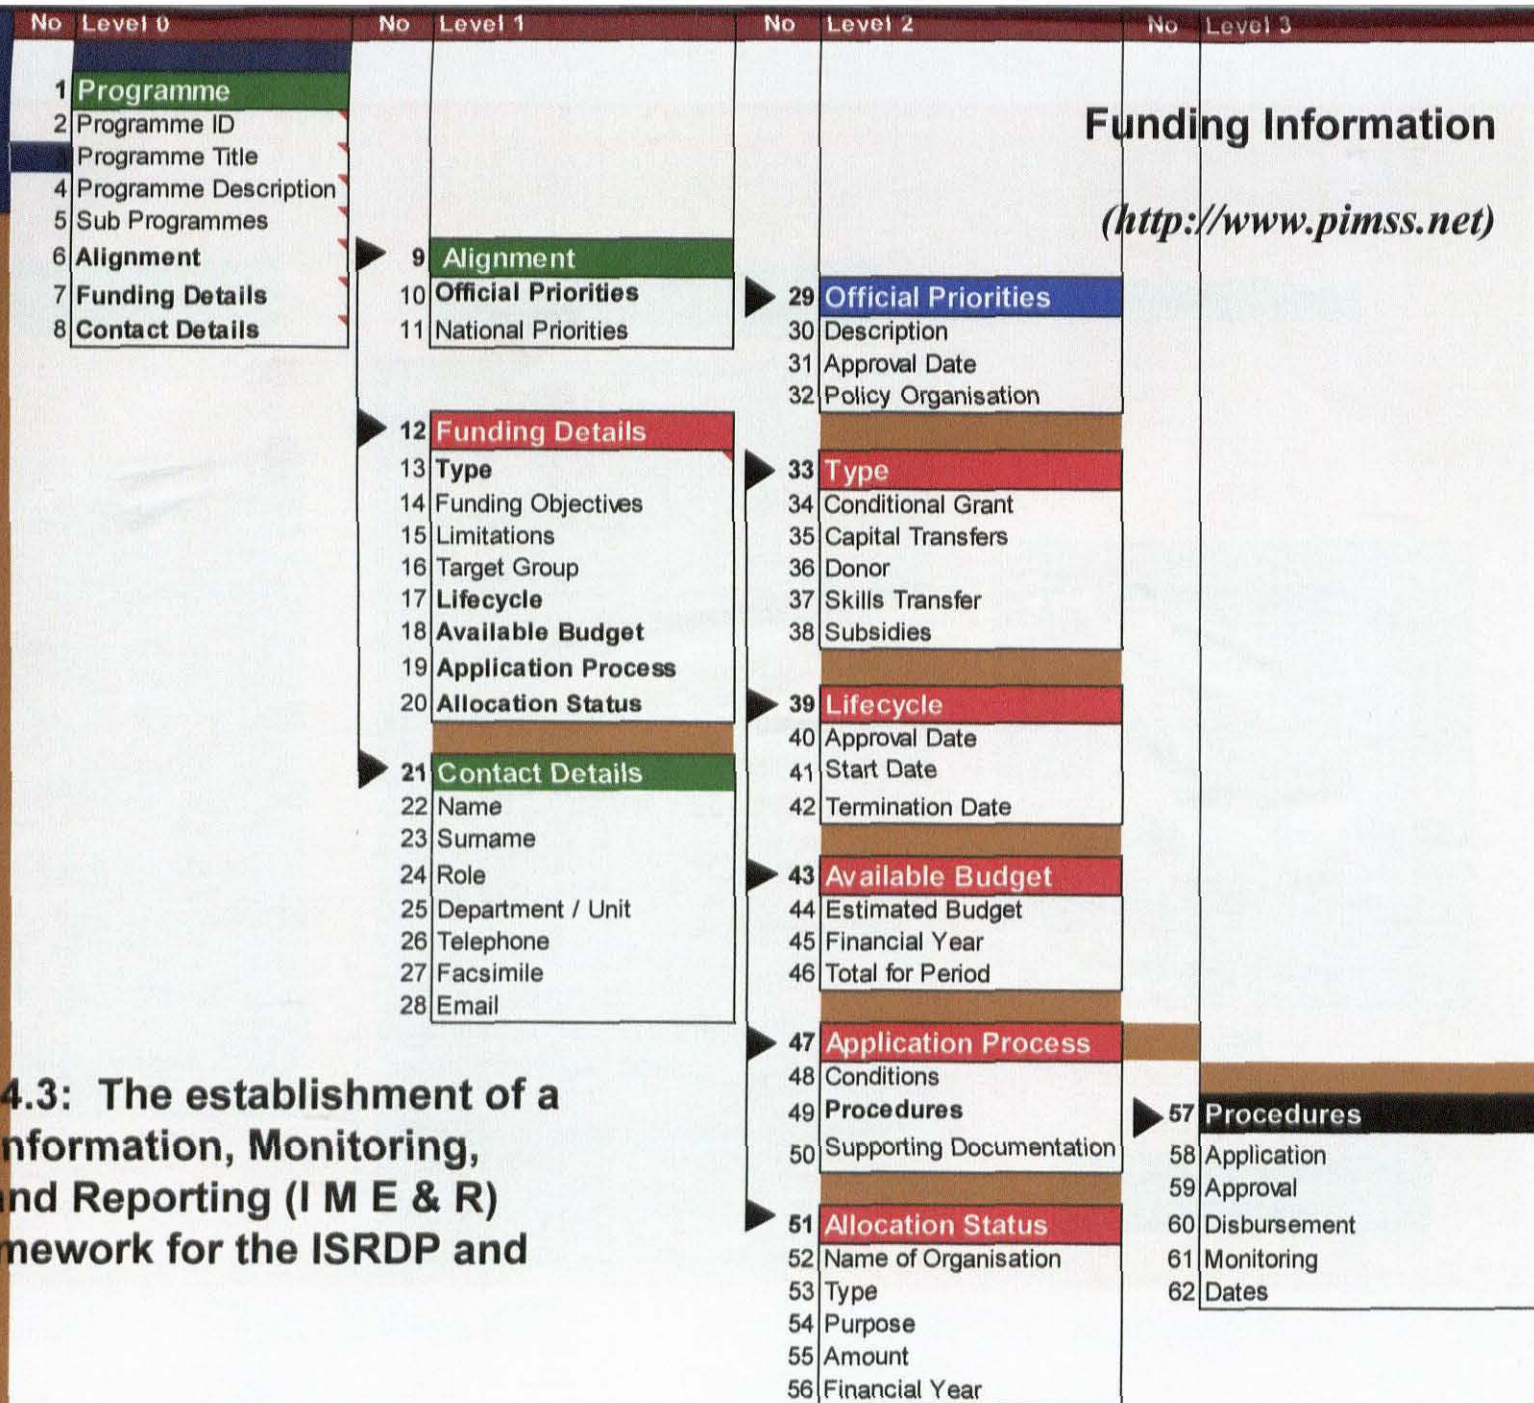 No Level 0 No Level 1 No Level 2 No Level 3
Funding Information
(http://www.pimss.net)
1 Programme
2 Programme ID
Programme Title
4 Programme Description
5 Sub Programmes
6 Alignment
7 Funding Details
8 Contact Details
9 Alignment
10 Official Priorities
11 National Priorities
12 Funding Details
13 Type
14 Funding Objectives
15 Limitations
16 Target Group
17 Lifecycle
18 Available Budget
19 Application Process
20 Allocation Status
21 Contact Details
22 Name
23 Surname
24 Role
25 Department / Unit
26 Telephone
27 Facsimile
28 Email
29 Official Priorities
30 Description
31 Approval Date
32 Policy Organisation
33 Type
34 Conditional Grant
35 Capital Transfers
36 Donor
37 Skills Transfer
38 Subsidies
39 Lifecycle
40 Approval Date
41 Start Date
42 Termination Date
43 Available Budget
44 Estimated Budget
45 Financial Year
46 Total for Period
47 Application Process
48 Conditions
49 Procedures
50 Supporting Documentation
51 Allocation Status
52 Name of Organisation
53 Type
54 Purpose
55 Amount
56 Financial Year
57 Procedures
58 Application
59 Approval
60 Disbursement
61 Monitoring
62 Dates
4.3: The establishment of a
nformation, Monitoring,
nd Reporting (I M E & R)
mework for the ISRDP and